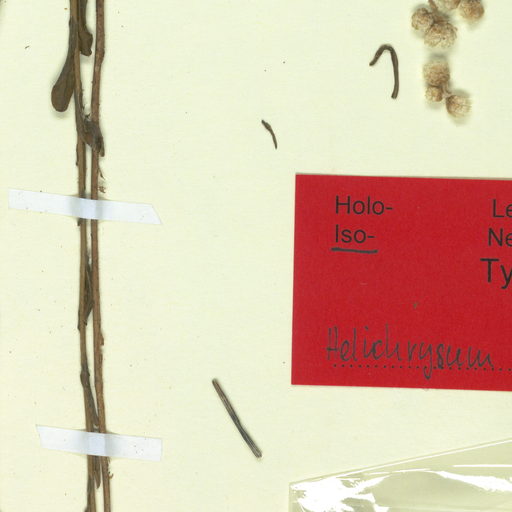 Holo-
Iso-
Le
Ne
Ty
Helichrysum